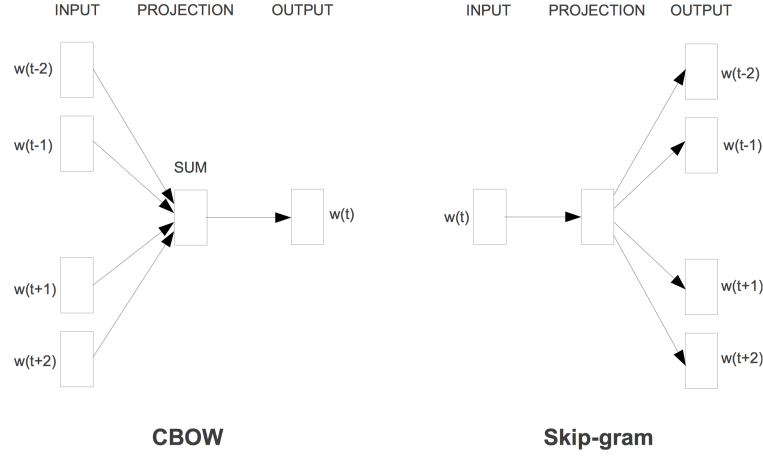 INPUT PROJECTION OUTPUT
w(t-2)
w(t-1)
SUM
w(t)
w(t+1)
w(t+2)
CBOW
INPUT PROJECTION OUTPUT
w(t-2)
w(t-1)
w(t)
w(t+1)
w(t+2)
Skip-gram